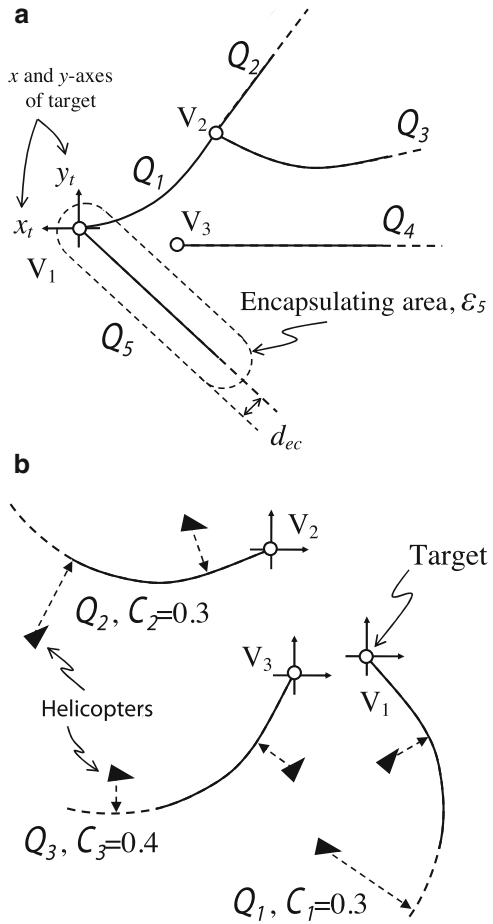 a
x and y-axes
of target
Q2
V2
Q3
Q1
yt
V3
Q4
xt
V1
Encapsulating area, ε5
Q5
dec
b
V2
Target
Q2, C2=0.3
V3
V1
Helicopters
Q3, C3=0.4
Q1, C1=0.3